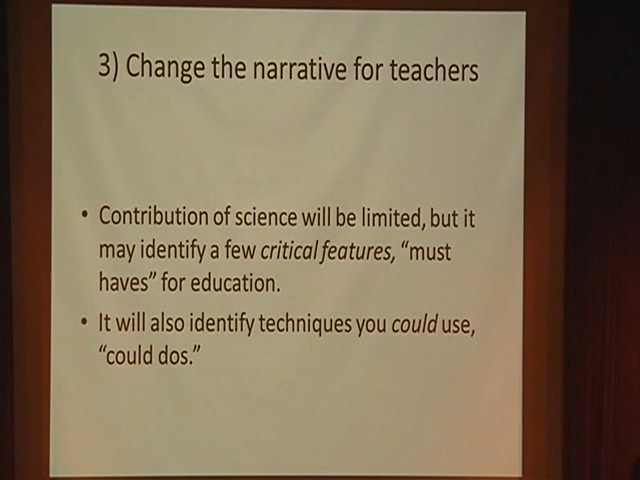 3) Change the narrative for teachers
• Contribution of science will be limited, but it
may identify a few critical features, “must
haves” for education.
• It will also identify techniques you could use,
“could dos.”